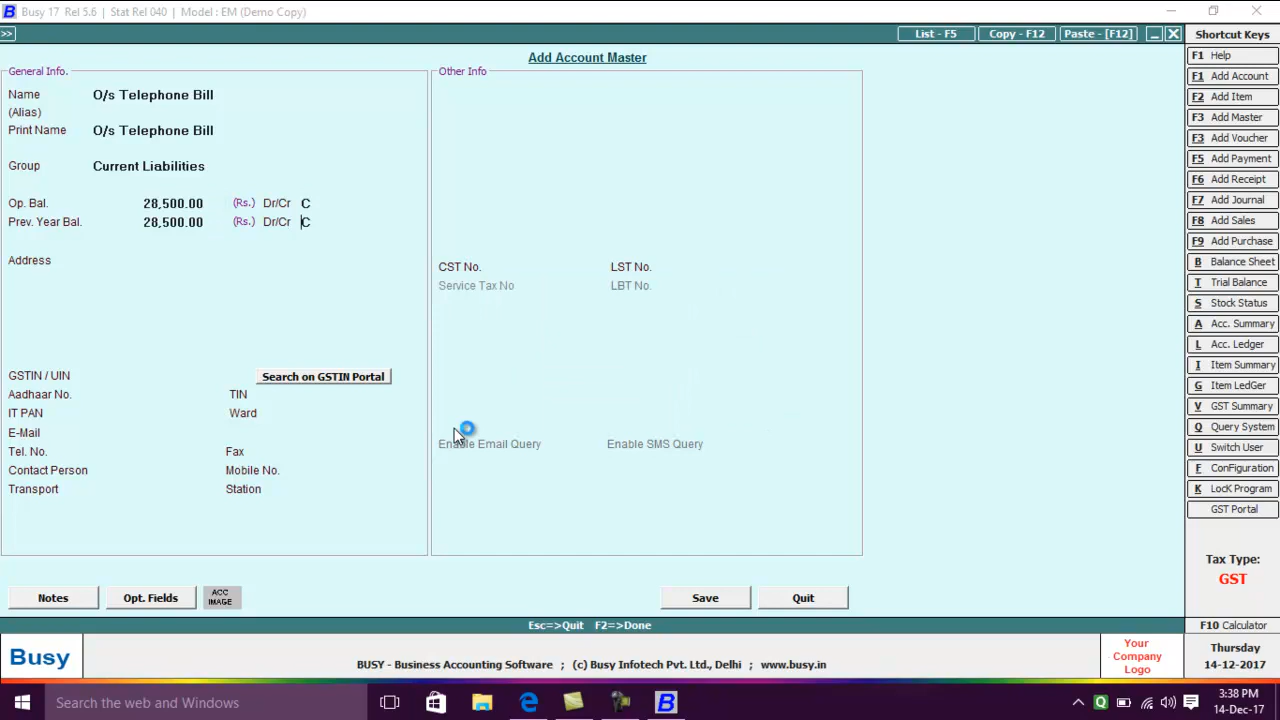 B Busy 17 Rel 5.6 | Stat Rel 040 | Model : EM (Demo Copy)
>> List - F5 Copy - F12 Paste - [F12]
Add Account Master
General Info.
Name O/s Telephone Bill
(Alias)
Print Name O/s Telephone Bill
Group Current Liabilities
Op. Bal. 28,500.00 (Rs.) Dr/Cr C
Prev. Year Bal. 28,500.00 (Rs.) Dr/Cr C
Address
GSTIN / UIN Search on GSTIN Portal
Aadhaar No. TIN
IT PAN Ward
E-Mail
Tel. No. Fax
Contact Person Mobile No.
Transport Station
Other Info
CST No. LST No.
Service Tax No LBT No.
Enable Email Query Enable SMS Query
Notes Opt. Fields ACC IMAGE Save Quit
Esc=>Quit F2=>Done
Shortcut Keys
F1 Help
F1 Add Account
F2 Add Item
F3 Add Master
F3 Add Voucher
F5 Add Payment
F6 Add Receipt
F7 Add Journal
F8 Add Sales
F9 Add Purchase
B Balance Sheet
T Trial Balance
S Stock Status
A Acc. Summary
L Acc. Ledger
I Item Summary
G Item LedGer
V GST Summary
Q Query System
U Switch User
F ConFiguration
K LocK Program
GST Portal
Tax Type:
GST
F10 Calculator
Busy
BUSY - Business Accounting Software ; (c) Busy Infotech Pvt. Ltd., Delhi ; www.busy.in
Your
Company
Logo
Thursday
14-12-2017
Search the web and Windows
3:38 PM
14-Dec-17